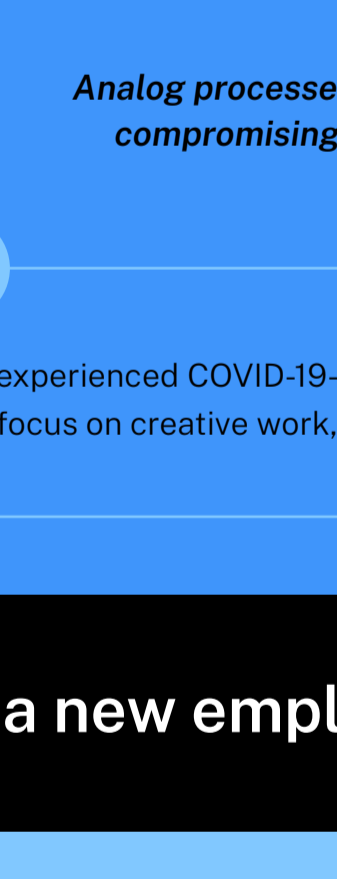 Analog processe
compromising
experienced COVID-19-
focus on creative work,
a new empl